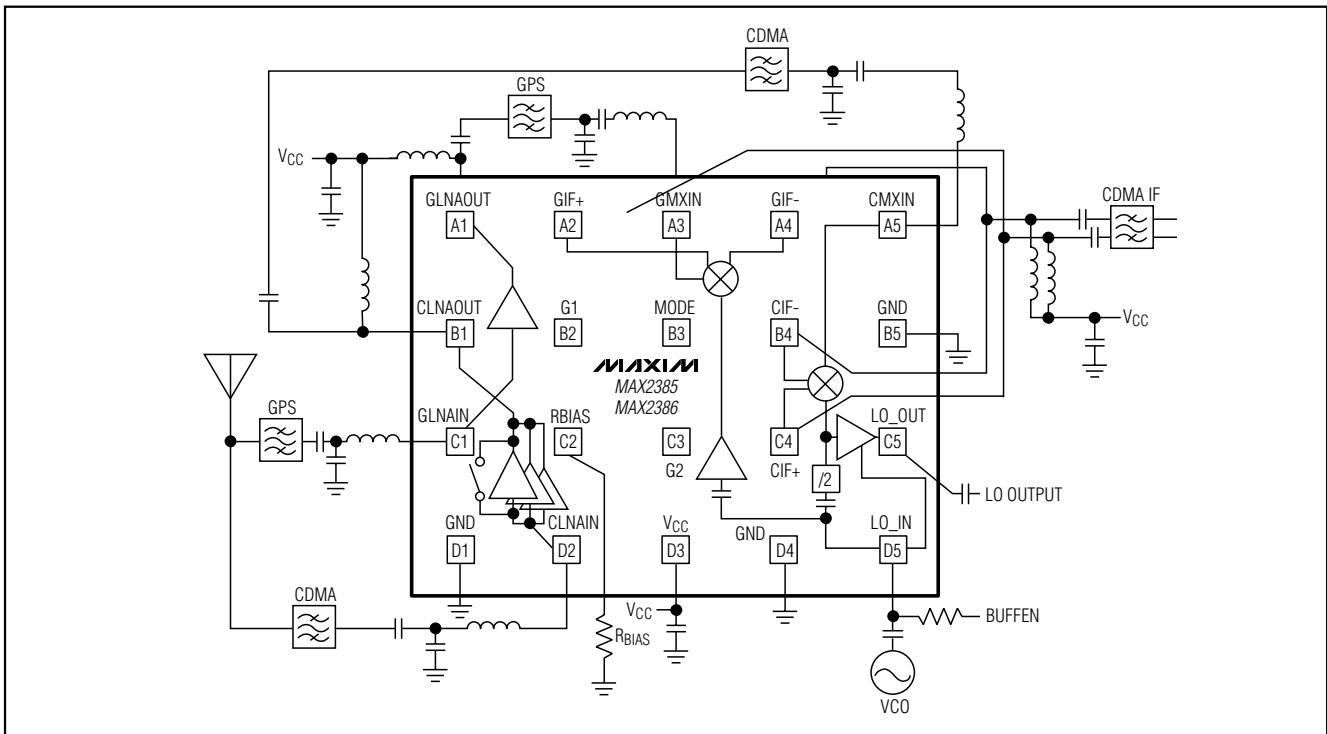 CDMA
GPS
VCC
GLNAOUT
GIF+
GMXIN
GIF-
CMXIN
CDMA IF
A1
A2
A3
A4
A5
CLNAOUT
G1
MODE
CIF-
GND
VCC
B1
B2
B3
B4
B5
MAXIM
MAX2385
MAX2386
GPS
GLNAIN
RBIAS
LO_OUT
C1
C2
C3
C4
C5
G2
CIF+
/2
LO OUTPUT
GND
CLNAIN
VCC
GND
LO_IN
D1
D2
D3
D4
D5
CDMA
VCC
RBIAS
BUFFEN
VCO